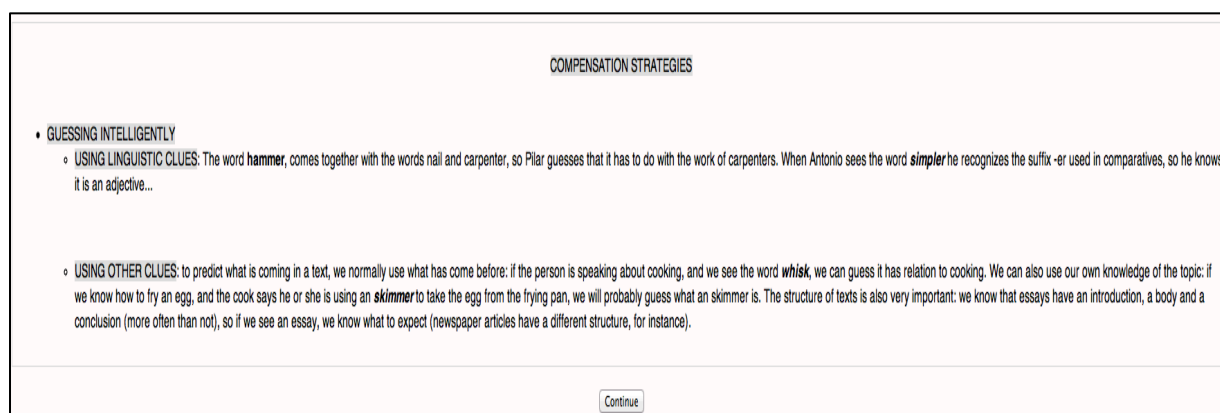 COMPENSATION STRATEGIES
• GUESSING INTELLIGENTLY
◦ USING LINGUISTIC CLUES: The word hammer, comes together with the words nail and carpenter, so Pilar guesses that it has to do with the work of carpenters. When Antonio sees the word simpler he recognizes the suffix -er used in comparatives, so he knows
it is an adjective...
◦ USING OTHER CLUES: to predict what is coming in a text, we normally use what has come before: if the person is speaking about cooking, and we see the word whisk, we can guess it has relation to cooking. We can also use our own knowledge of the topic: if
we know how to fry an egg, and the cook says he or she is using an skimmer to take the egg from the frying pan, we will probably guess what an skimmer is. The structure of texts is also very important: we know that essays have an introduction, a body and a
conclusion (more often than not), so if we see an essay, we know what to expect (newspaper articles have a different structure, for instance).
Continue